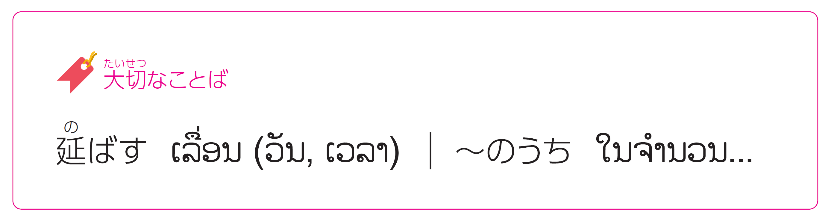 たいせつ
大切なことば
の
延ばす ເລື່ອນ (ວັນ, ເວລາ) | ～のうち ໃນຈຳນວນ...